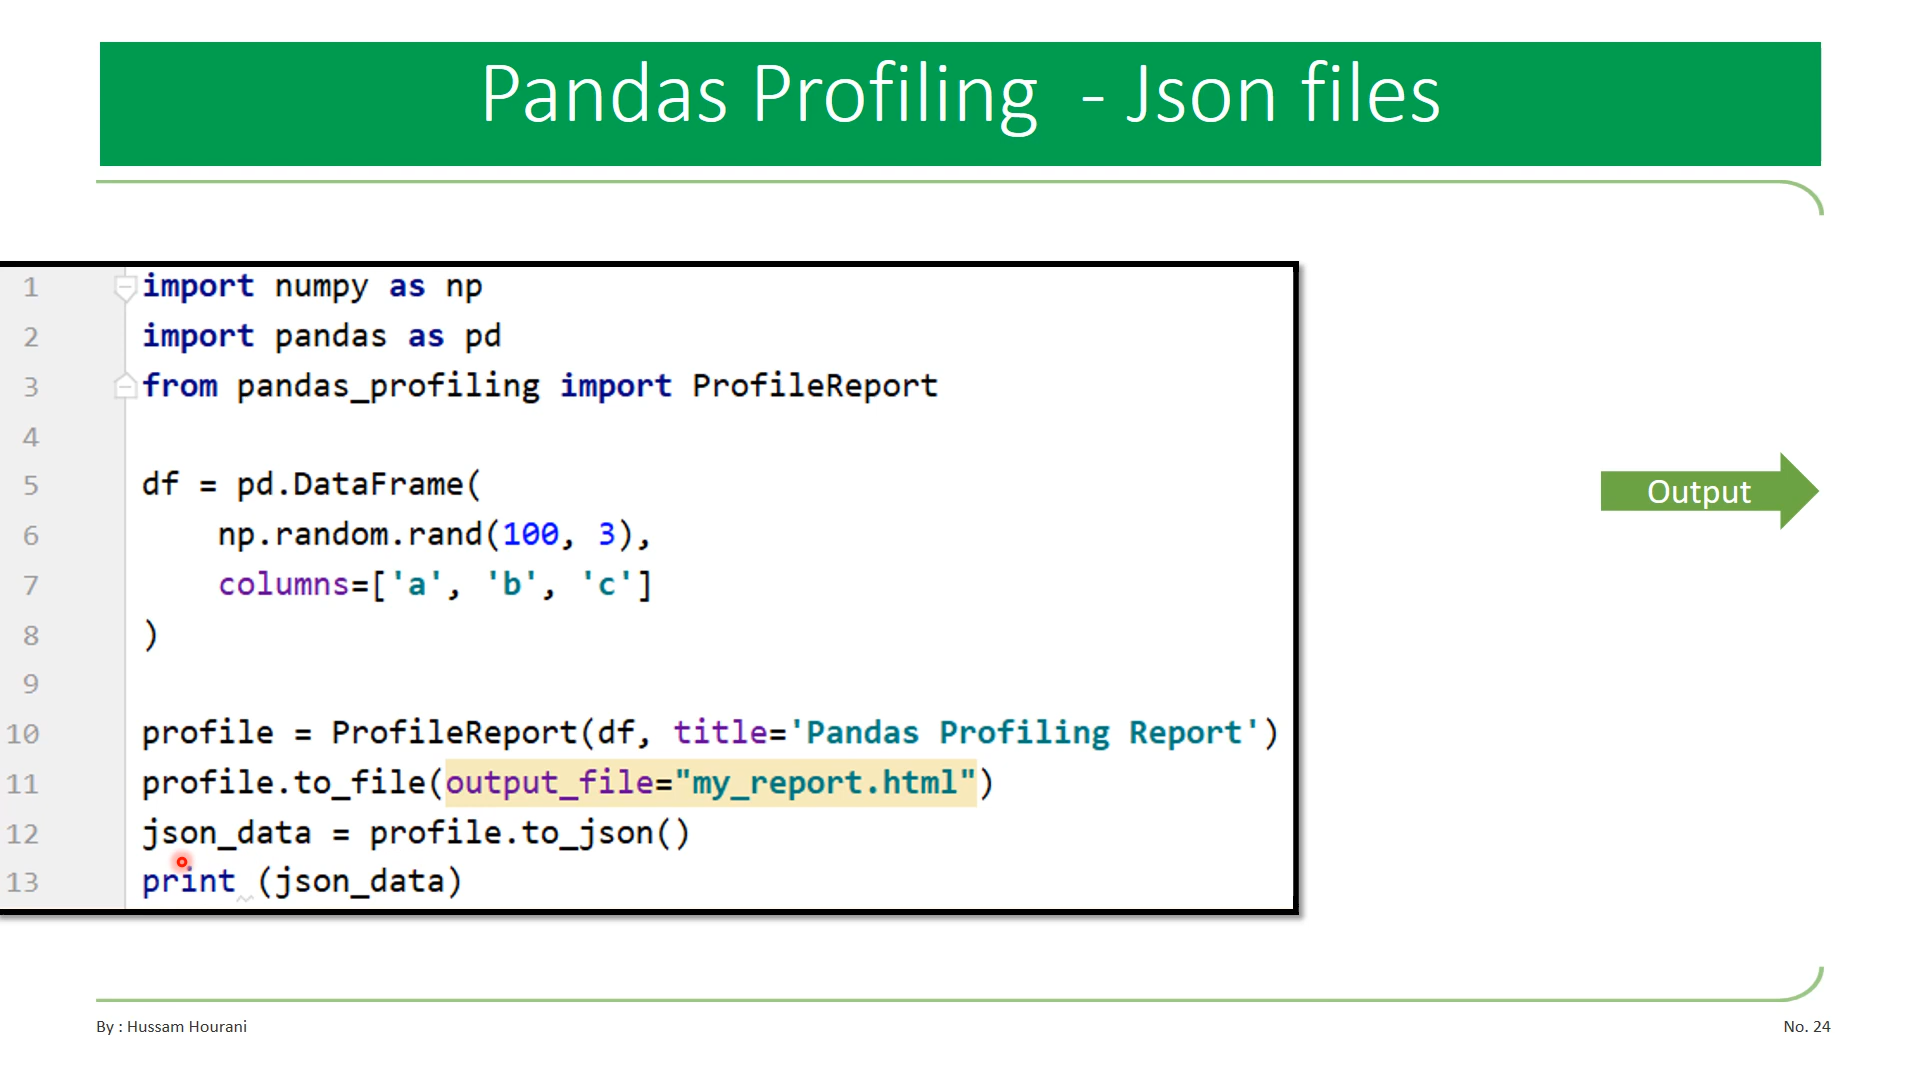 Pandas Profiling  - Json files
1 import numpy as np
2 import pandas as pd
3 from pandas_profiling import ProfileReport
4
5 df = pd.DataFrame(
6     np.random.rand(100, 3),
7     columns=['a', 'b', 'c']
8 )
9
10 profile = ProfileReport(df, title='Pandas Profiling Report')
11 profile.to_file(output_file="my_report.html")
12 json_data = profile.to_json()
13 print (json_data)
Output
By : Hussam Hourani
No. 24